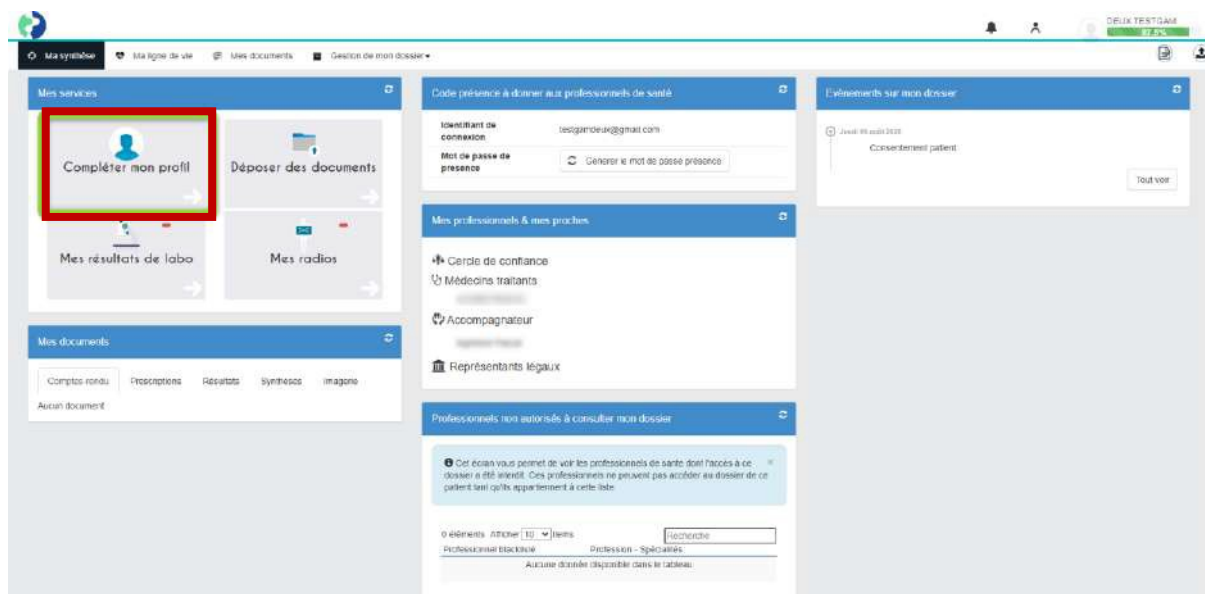 DEUX TESTGAM
87.5%
Ma synthèse
Ma ligne de vie
Mes documents
Gestion de mon dossier
Mes services
Compléter mon profil
Déposer des documents
Mes résultats de labo
Mes radios
Mes documents
Comptes rendu
Prescriptions
Résultats
Synthèses
Imagerie
Aucun document
Code présence à donner aux professionnels de santé
Identifiant de
connexion
testgamdeux@gmail.com
Mot de passe de
presence
Générer le mot de passe présence
Mes professionnels & mes proches
Cercle de confiance
Médecins traitants
Accompagnateur
Représentants légaux
Professionnels non autorisés à consulter mon dossier
Cet écran vous permet de voir les professionnels de santé dont l'accès à ce
dossier a été interdit. Ces professionnels ne peuvent pas accéder au dossier de ce
patient tant qu'ils appartiennent à cette liste
0 éléments Afficher 10 items
Recherche
Professionnel blacklisté
Profession - Spécialités
Aucune donnée disponible dans le tableau
Evènements sur mon dossier
Jeudi août 2020
Consentement patient
Tout voir